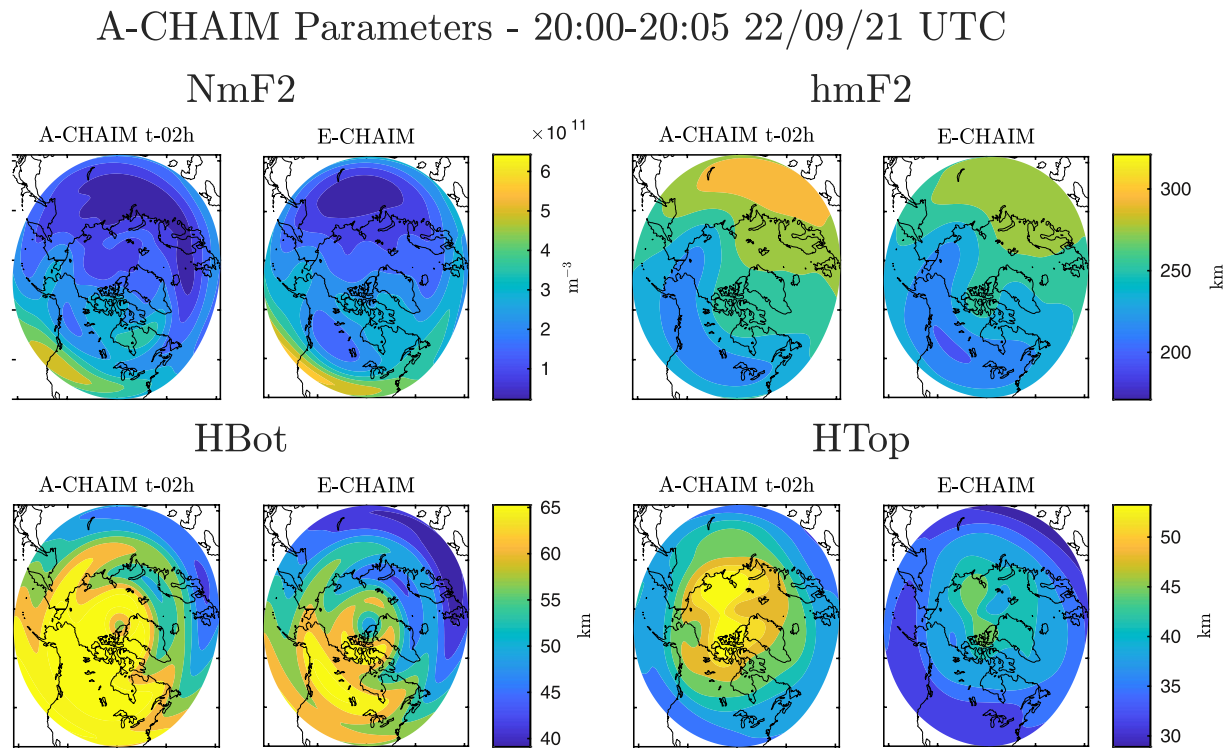 A-CHAIM Parameters - 20:00-20:05 22/09/21 UTC
NmF2
hmF2
A-CHAIM t-02h
E-CHAIM
× 10 11
6
5
4
3
2
1
m−3
A-CHAIM t-02h
E-CHAIM
300
250
200
km
HBot
HTop
A-CHAIM t-02h
E-CHAIM
65
60
55
50
45
40
km
A-CHAIM t-02h
E-CHAIM
50
45
40
35
30
km